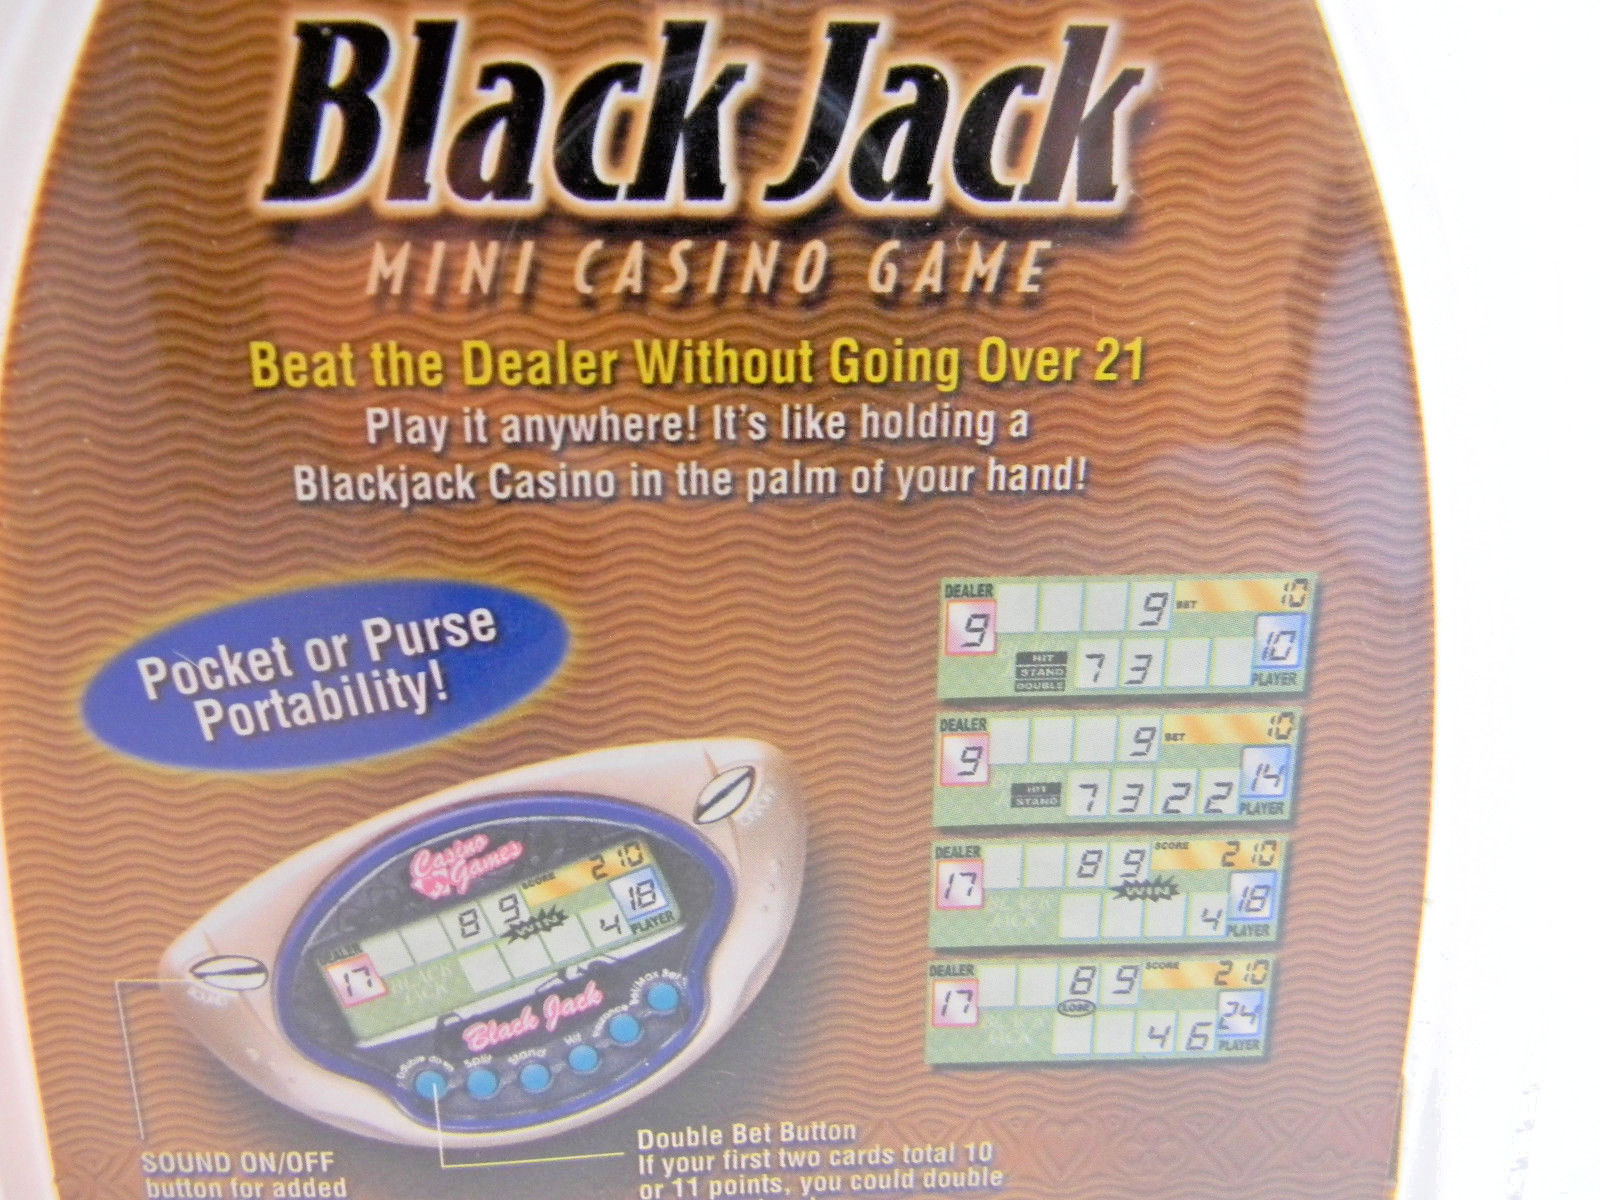 Black Jack
MINI CASINO GAME
Beat the Dealer Without Going Over 21
Play it anywhere! It's like holding a
Blackjack Casino in the palm of your hand!
Pocket or Purse
Portability!
DEALER
9
9
BET
10
HIT
STAND
DOUBLE
7 3
10
PLAYER
DEALER
9
9
BET
10
HIT
STAND
7 3 2 2
14
PLAYER
DEALER
17
8 9
SCORE
210
WIN
BLACK
JACK
4
18
PLAYER
DEALER
17
8 9
SCORE
210
LOSE
JACK
4 6
24
PLAYER
Casino
Games
DEALER
17
8 9
SCORE
210
WIN
BLACK
JACK
4
18
PLAYER
Black Jack
Double down
Split
Stand
Hit
SOUND ON/OFF
button for added
Double Bet Button
If your first two cards total 10
or 11 points, you could double